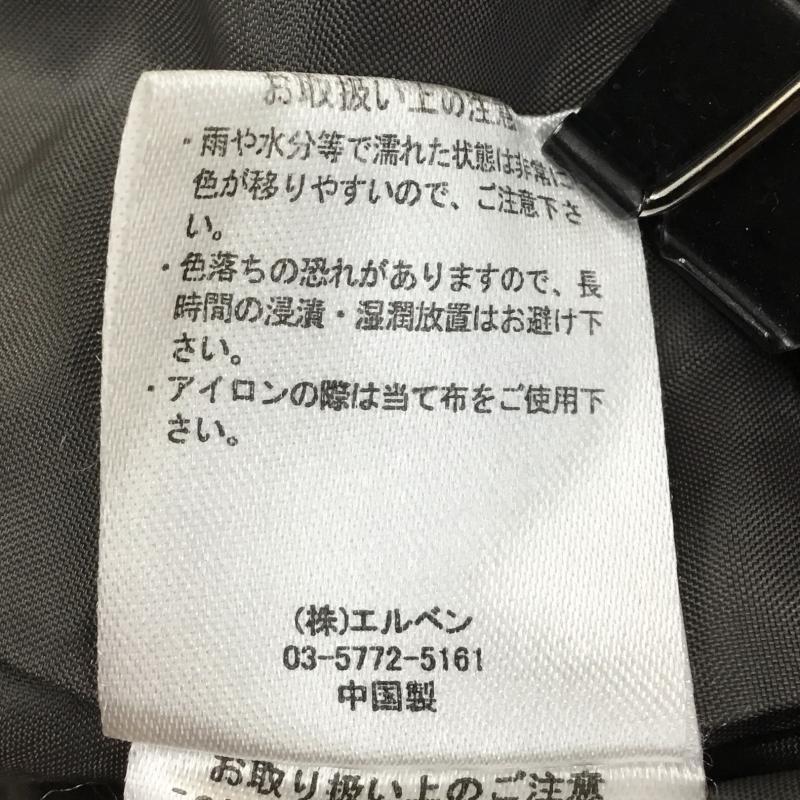 お取扱い上の注意
・雨や水分等で濡れた状態は非常に
色が移りやすいので、ご注意下さ
い。
・色落ちの恐れがありますので、長
時間の浸漬・湿潤放置はお避け下
さい。
・アイロンの際は当て布をご使用下
さい。
(株)エルベン
03-5772-5161
中国製
お取り扱い上のご注意